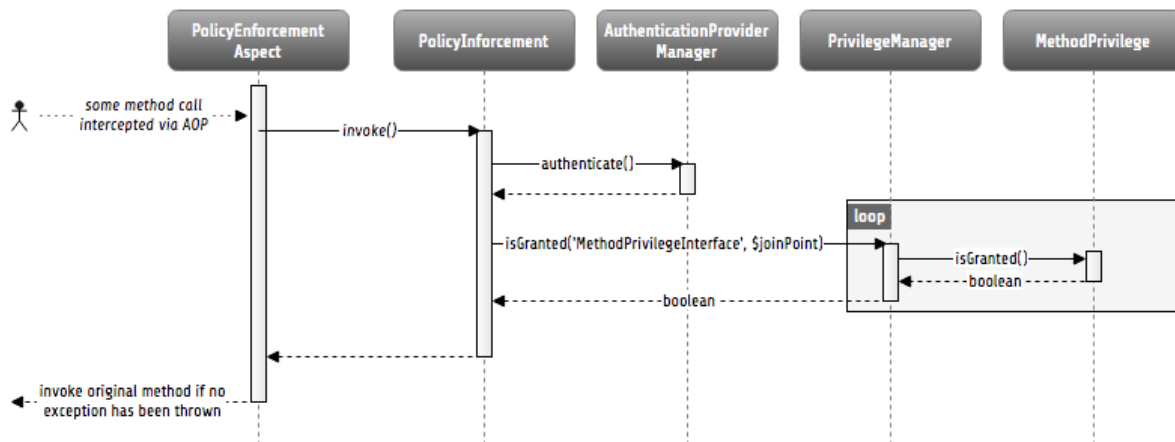 PolicyEnforcement
Aspect
PolicyInforcement
AuthenticationProvider
Manager
PrivilegeManager
MethodPrivilege
some method call
intercepted via AOP
invoke()
authenticate()
loop
isGranted('MethodPrivilegeInterface', $joinPoint)
isGranted()
boolean
boolean
invoke original method if no
exception has been thrown